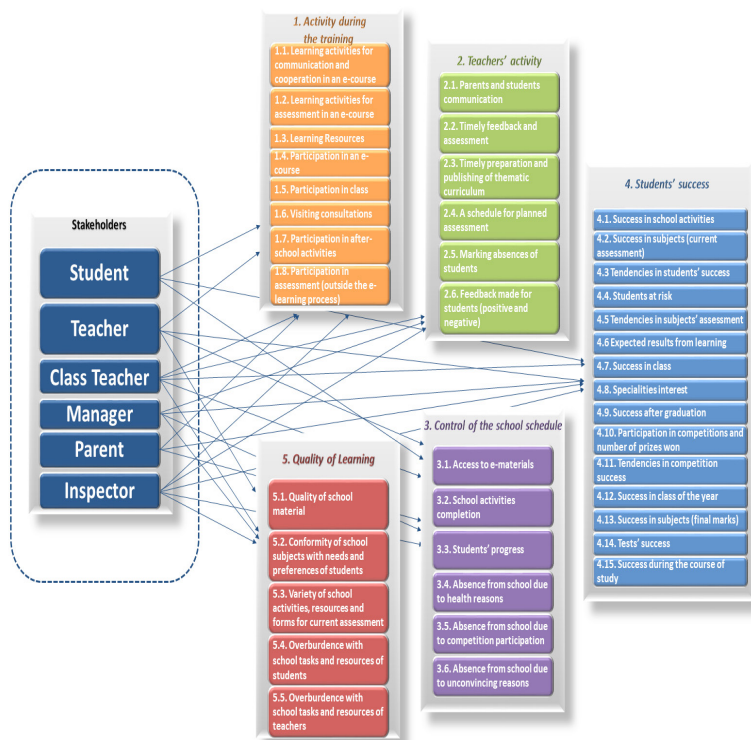 Stakeholders
Student
Teacher
Class Teacher
Manager
Parent
Inspector
1. Activity during
the training
1.1. Learning activities for
communication and
cooperation in an e-course
1.2. Learning activities for
assessment in an e-course
1.3. Learning Resources
1.4. Participation in an e-
course
1.5. Participation in class
1.6. Visiting consultations
1.7. Participation in after-
school activities
1.8. Participation in
assessment (outside the e-
learning process)
2. Teachers' activity
2.1. Parents and students
communication
2.2. Timely feedback and
assessment
2.3. Timely preparation and
publishing of thematic
curriculum
2.4. A schedule for planned
assessment
2.5. Marking absences of
students
2.6. Feedback made for
students (positive and
negative)
3. Control of the school schedule
3.1. Access to e-materials
3.2. School activities
completion
3.3. Students' progress
3.4. Absence from school due
to health reasons
3.5. Absence from school due
to competition participation
3.6. Absence from school due
to unconvincing reasons
4. Students' success
4.1. Success in school activities
4.2. Success in subjects (current
assessment)
4.3 Tendencies in students' success
4.4. Students at risk
4.5 Tendencies in subjects' assessment
4.6 Expected results from learning
4.7. Success in class
4.8. Specialities interest
4.9. Success after graduation
4.10. Participation in competitions and
number of prizes won
4.11. Tendencies in competition
success
4.12. Success in class of the year
4.13. Success in subjects (final marks)
4.14. Tests' success
4.15. Success during the course of
study
5. Quality of Learning
5.1. Quality of school
material
5.2. Conformity of school
subjects with needs and
preferences of students
5.3. Variety of school
activities, resources and
forms for current assessment
5.4. Overburdence with
school tasks and resources of
students
5.5. Overburdence with
school tasks and resources of
teachers